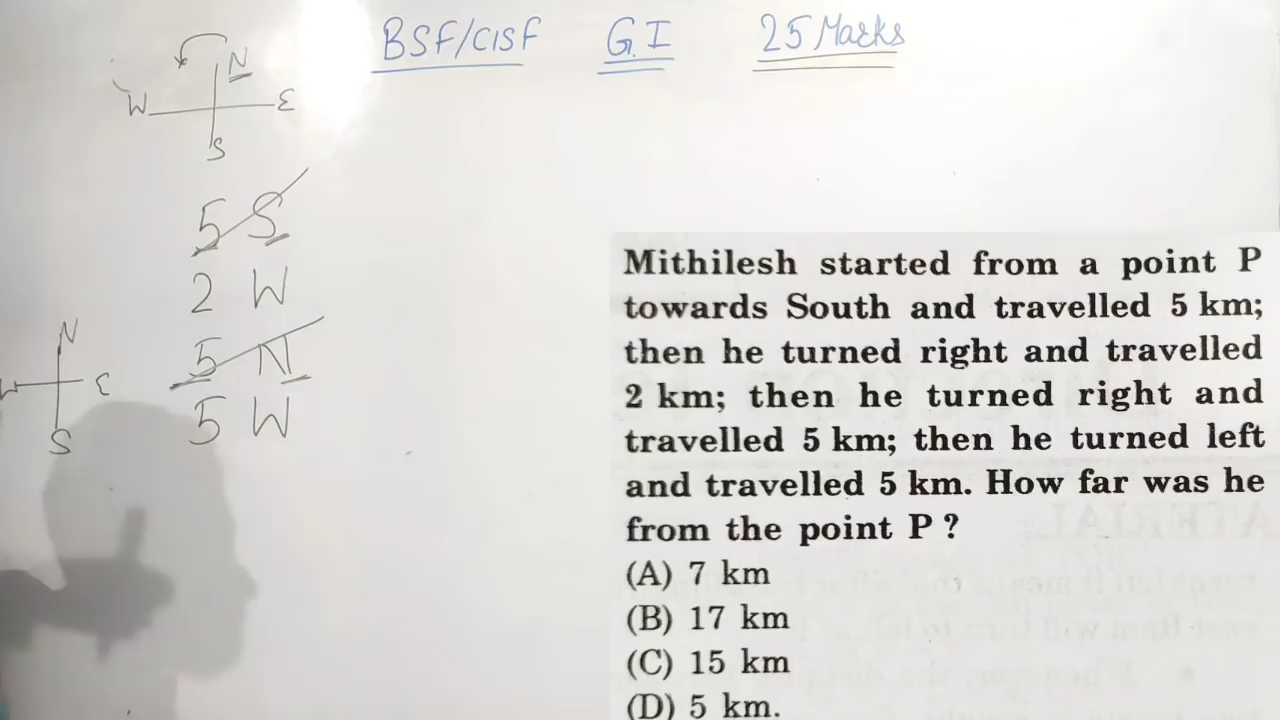 BSF/CISF G.I 25 Marks
N
W E
S
5 S
2 W
5 N
5 W
N
W E
S
Mithilesh started from a point P
towards South and travelled 5 km;
then he turned right and travelled
2 km; then he turned right and
travelled 5 km; then he turned left
and travelled 5 km. How far was he
from the point P ?
(A) 7 km
(B) 17 km
(C) 15 km
(D) 5 km.